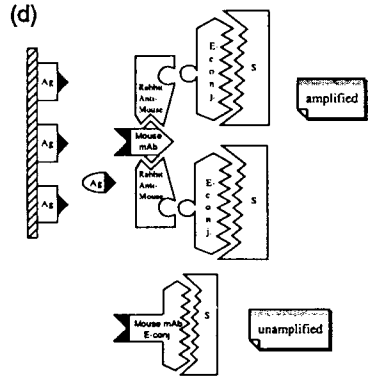 (d)
Ag
Ag
Ag
Ag
Rabbit
Anti-
Mouse
E-
c
o
n
j.
S
amplified
Mouse
mAb
Rabbit
Anti-
Mouse
E-
c
o
n
j.
S
Mouse mAb
E-conj
S
unamplified